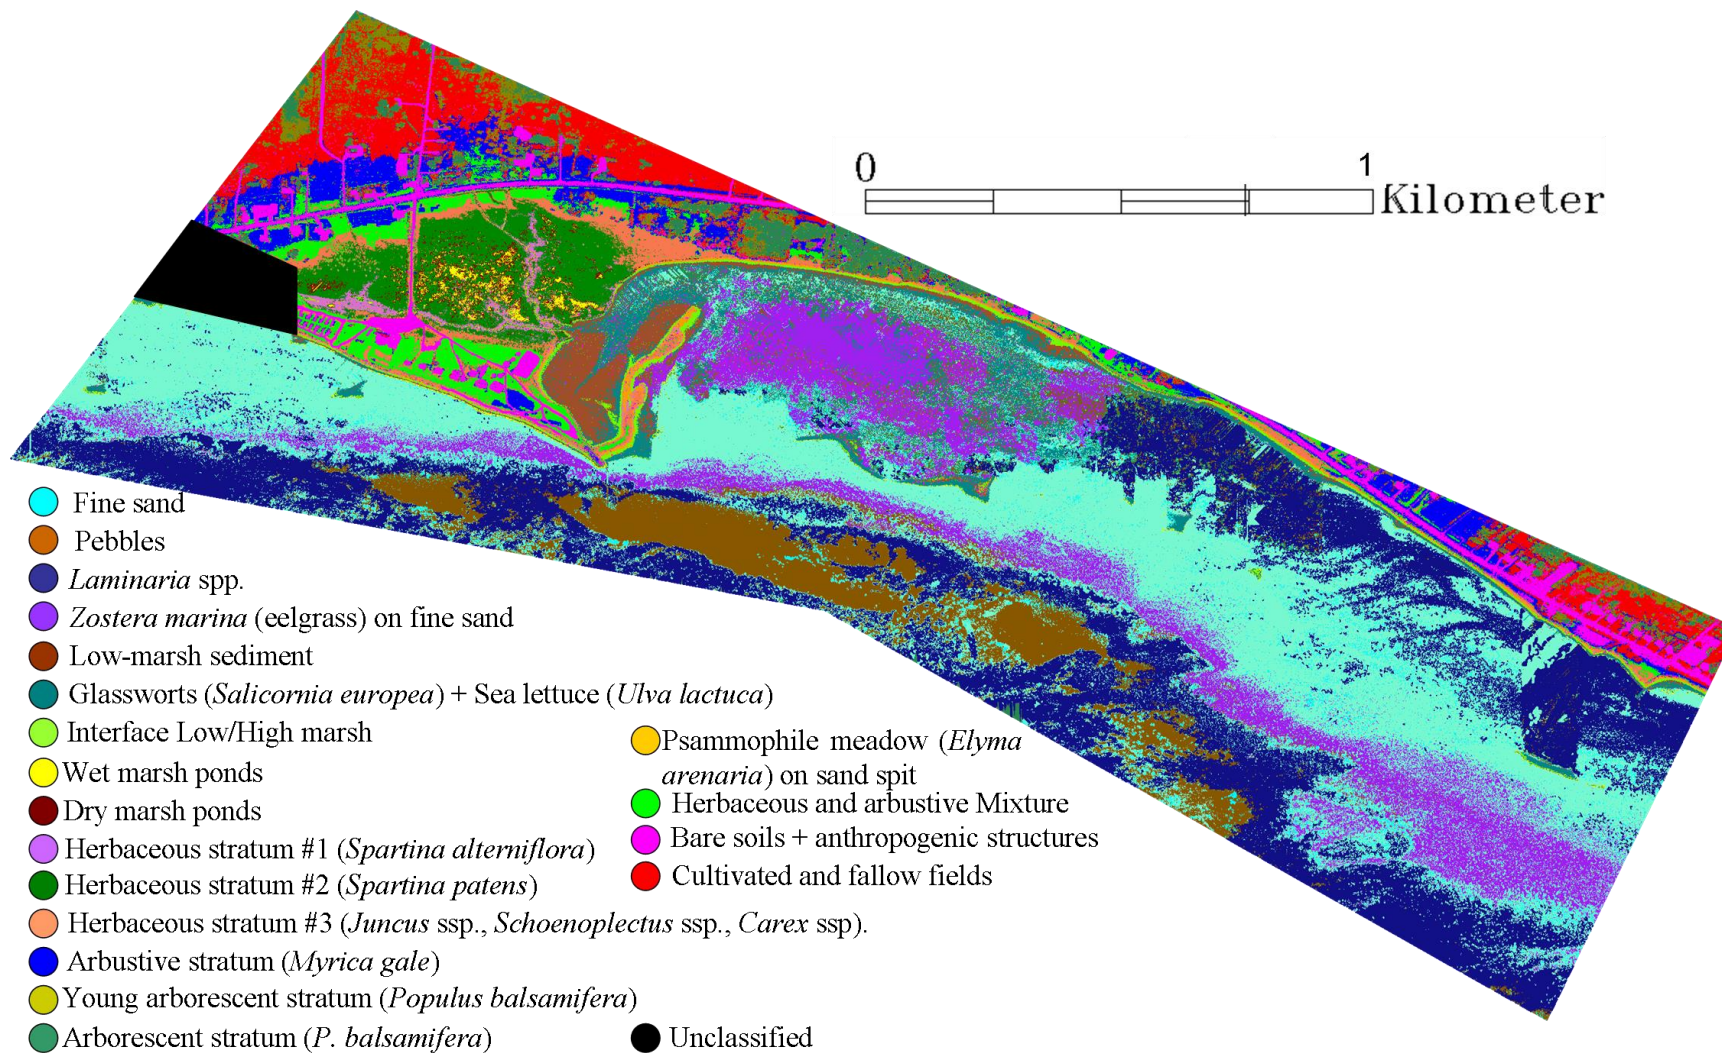 0 1
Kilometer
Fine sand
Pebbles
Laminaria spp.
Zostera marina (eelgrass) on fine sand
Low-marsh sediment
Glassworts (Salicornia europea) + Sea lettuce (Ulva lactuca)
Interface Low/High marsh
Wet marsh ponds
Dry marsh ponds
Herbaceous stratum #1 (Spartina alterniflora)
Herbaceous stratum #2 (Spartina patens)
Herbaceous stratum #3 (Juncus ssp., Schoenoplectus ssp., Carex ssp).
Arbustive stratum (Myrica gale)
Young arborescent stratum (Populus balsamifera)
Arborescent stratum (P. balsamifera)
Psammophile meadow (Elyma
arenaria) on sand spit
Herbaceous and arbustive Mixture
Bare soils + anthropogenic structures
Cultivated and fallow fields
Unclassified